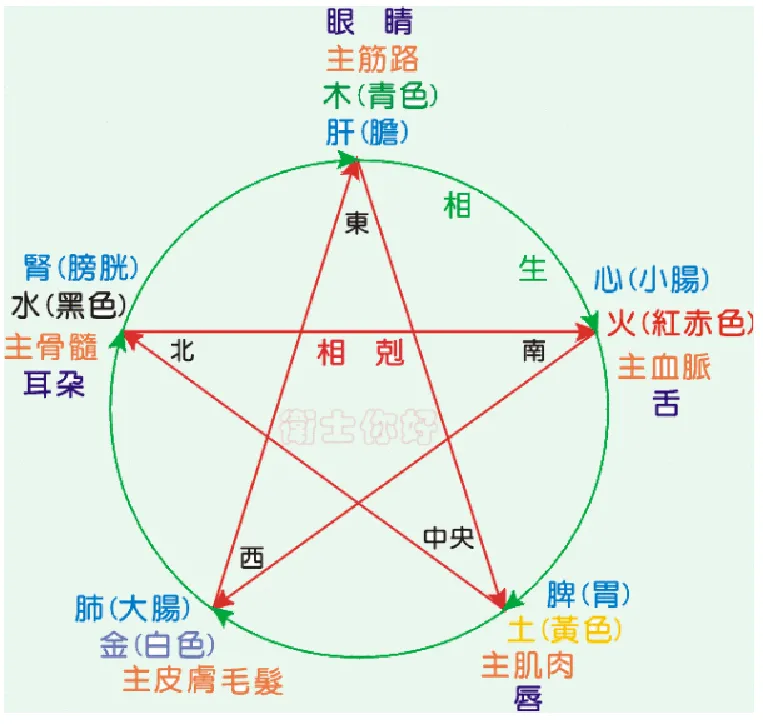 眼 睛
主筋路
木(青色)
肝(膽)
相
生
東
腎(膀胱)
水(黑色)
主骨髓
耳朵
心(小腸)
火(紅赤色)
主血脈
舌
北
相 剋
南
衛士你好
西
中央
肺(大腸)
金(白色)
主皮膚毛髮
脾(胃)
土(黃色)
主肌肉
唇